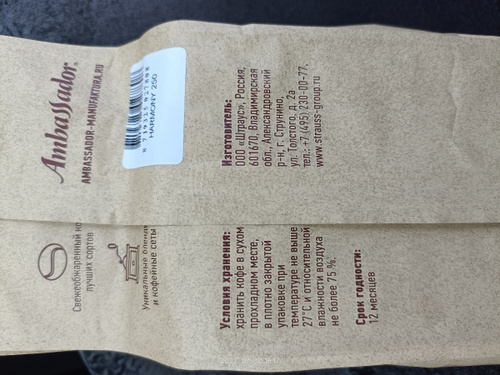 Ambassador®
AMBASSADOR-MANUFAKTURA.RU
HARMONY 250
Изготовитель:
ООО «Штраус», Россия,
601670, Владимирская
обл., Александровский
р-н, г. Струнино,
ул. Толстого, д. 2а
тел.: +7 (495) 230-00-77,
www.strauss-group.ru
Свежеобжаренный
лучших сортов
Уникальные
и кофейные сеты
Условия хранения:
хранить кофе в сухом
прохладном месте,
в плотно закрытой
упаковке при
температуре не выше
27°C и относительной
влажности воздуха
не более 75 %.
Срок годности:
12 месяцев